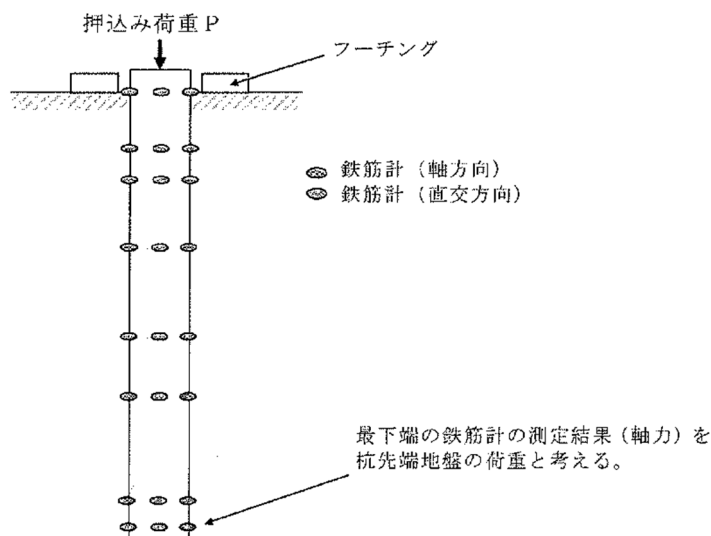 押込み荷重P
フーチング
鉄筋計（軸方向）
鉄筋計（直交方向）
最下端の鉄筋計の測定結果（軸力）を
杭先端地盤の荷重と考える。